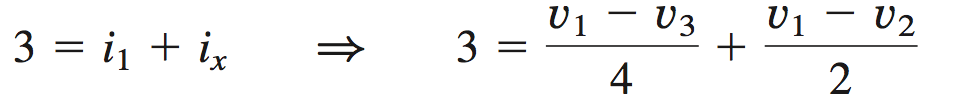 3 = i₁ + iₓ ⇒ 3 = (v₁ − v₃)/4 + (v₁ − v₂)/2